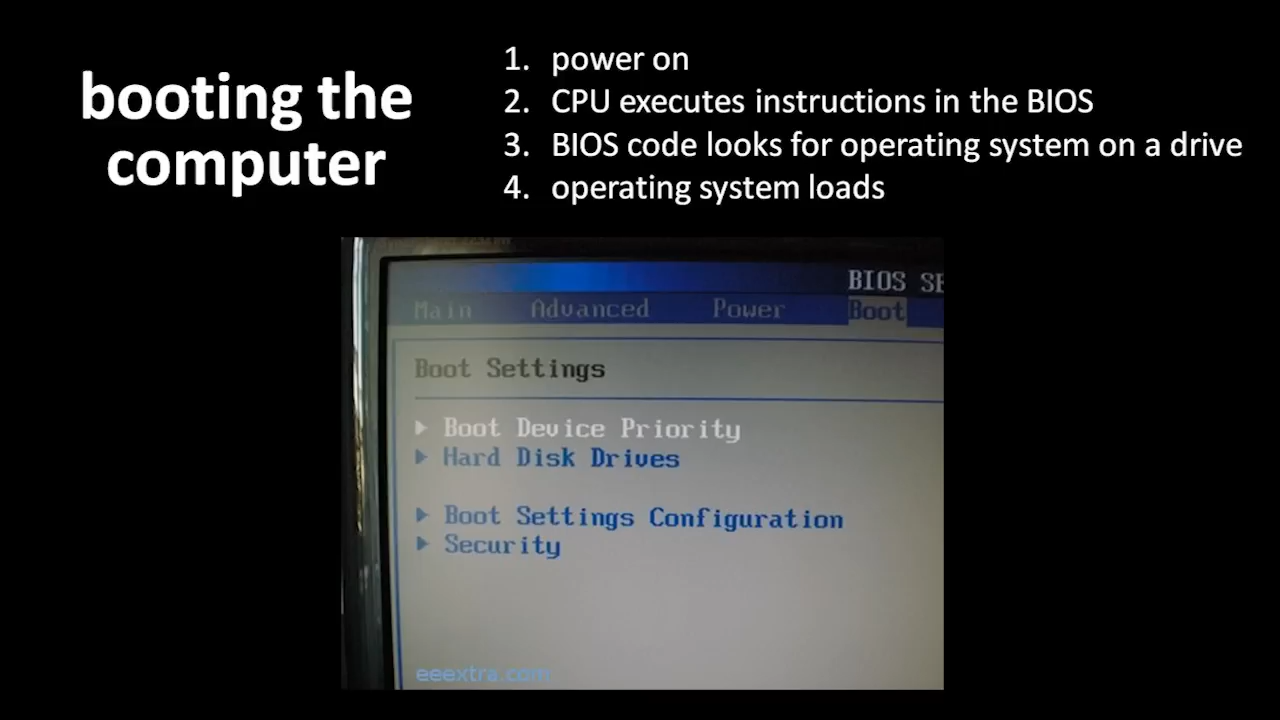 booting the
computer
1. power on
2. CPU executes instructions in the BIOS
3. BIOS code looks for operating system on a drive
4. operating system loads
BIOS SE
Main Advanced Power Boot
Boot Settings
Boot Device Priority
Hard Disk Drives
Boot Settings Configuration
Security
eeextra.com